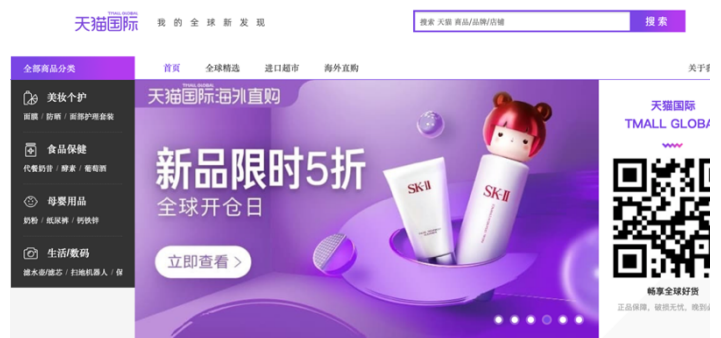 TMALL GLOBAL
天猫国际
我的全球新发现
搜索 天猫 商品/品牌/店铺
搜 索
全部商品分类
首页
全球精选
进口超市
海外直购
关于
美妆个护
面膜 / 防晒 / 面部护理套装
食品保健
代餐奶昔 / 酵素 / 葡萄酒
母婴用品
奶粉 / 纸尿裤 / 钙铁锌
生活/数码
滤水壶/滤芯 / 扫地机器人 / 保
TMALL GLOBAL
天猫国际海外直购
新品限时5折
全球开仓日
立即查看 >
SK-II
SK-II
天猫国际
TMALL GLOBA
畅享全球好货
正品保障，破损无忧，晚到必